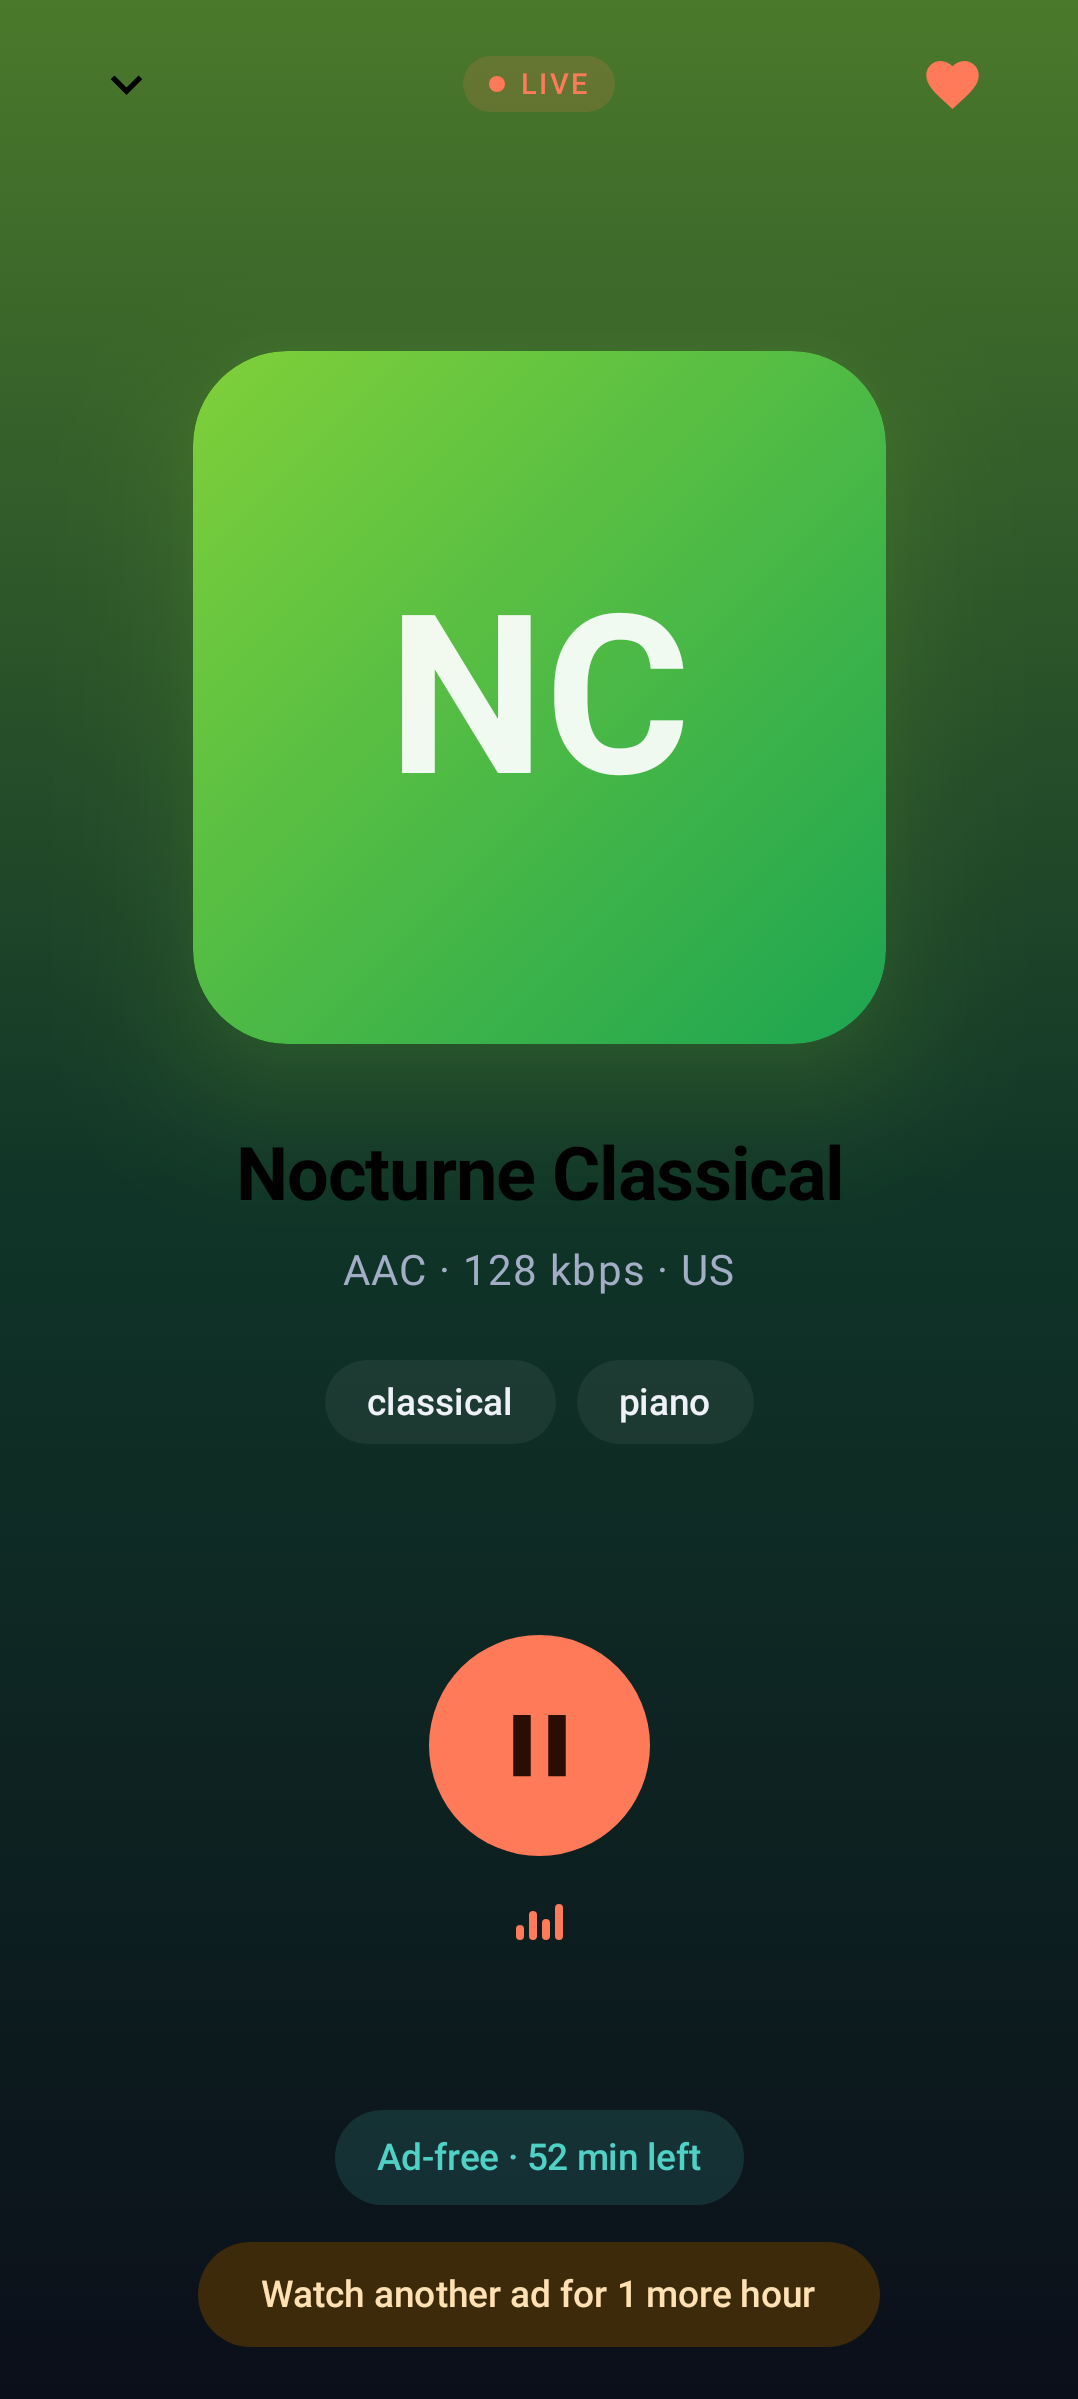 LIVE
NC
Nocturne Classical
AAC · 128 kbps · US
classical piano
Ad-free · 52 min left
Watch another ad for 1 more hour